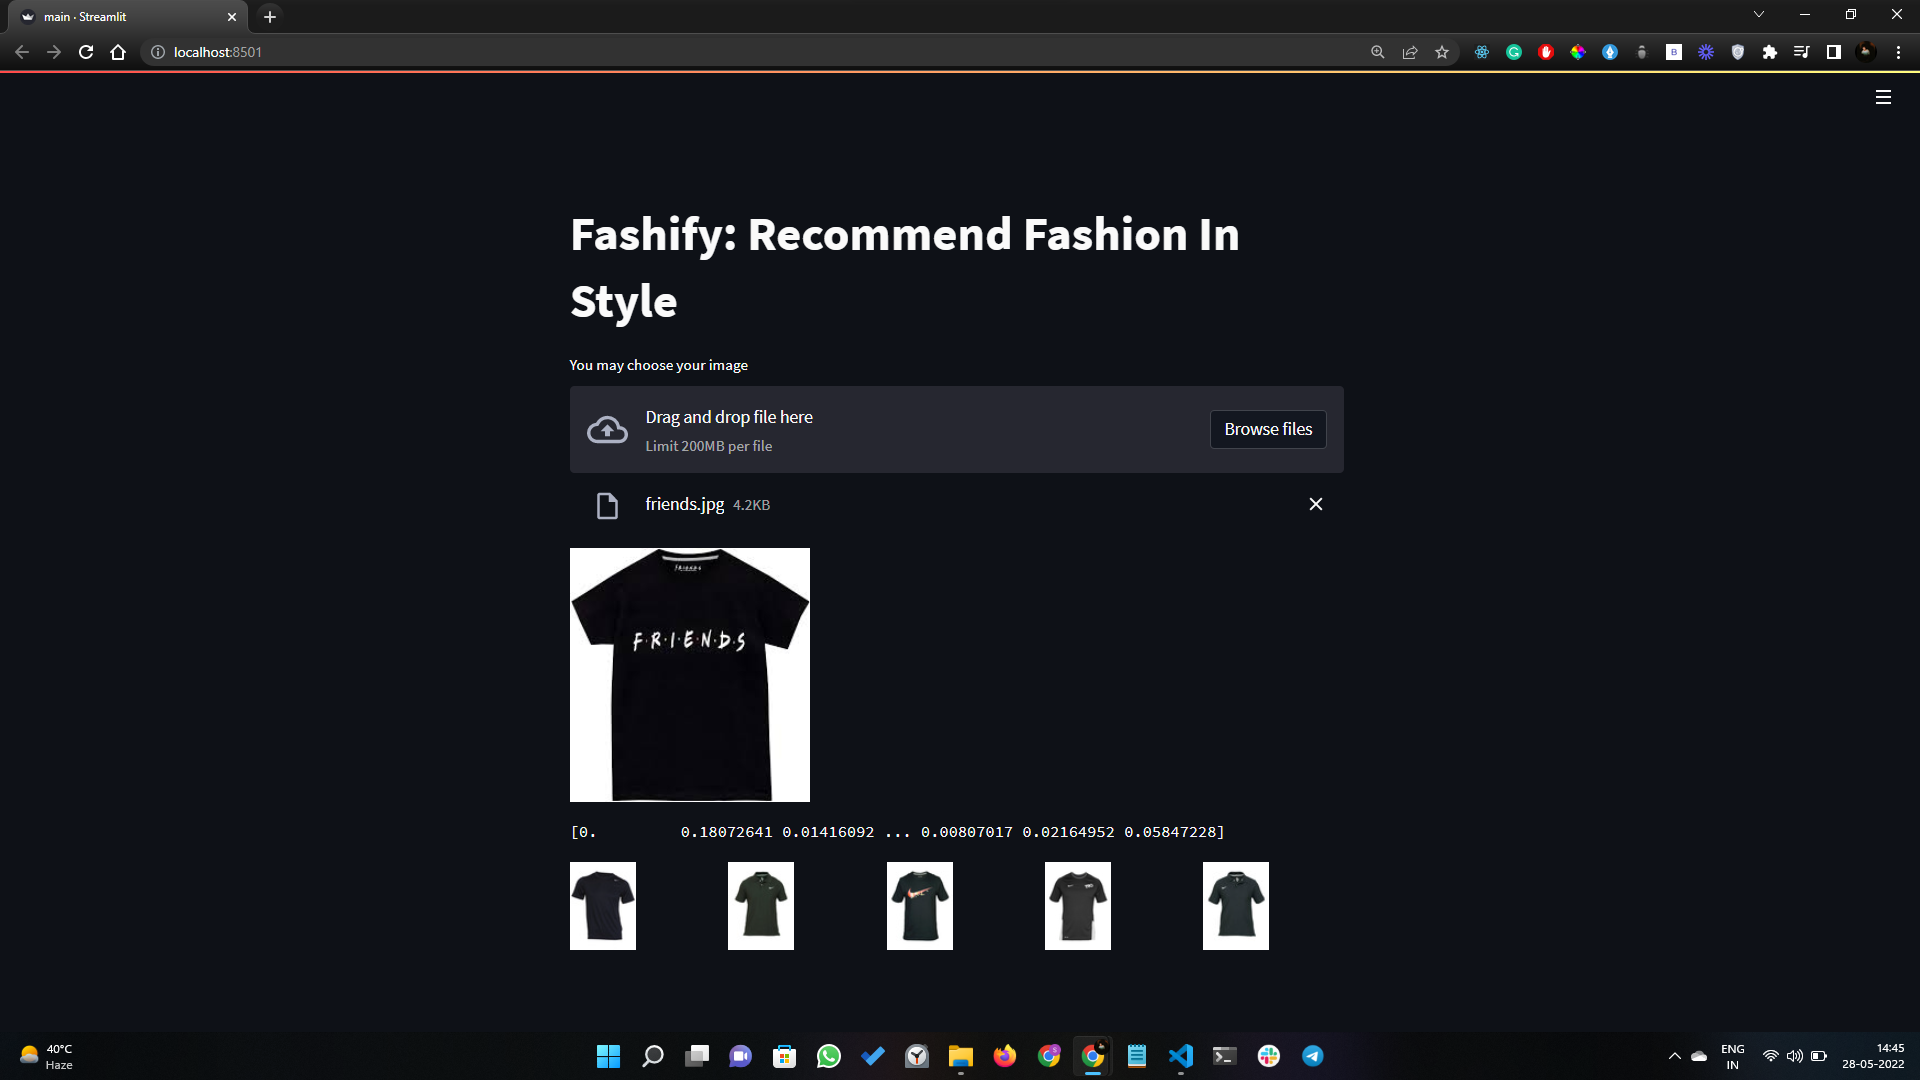 main · Streamlit
localhost:8501
Fashify: Recommend Fashion In
Style
You may choose your image
Drag and drop file here
Limit 200MB per file
Browse files
friends.jpg 4.2KB
FRIENDS
F·R·I·E·N·D·S
[0. 0.18072641 0.01416092 ... 0.00807017 0.02164952 0.05847228]
40°C
Haze
ENG
IN
14:45
28-05-2022